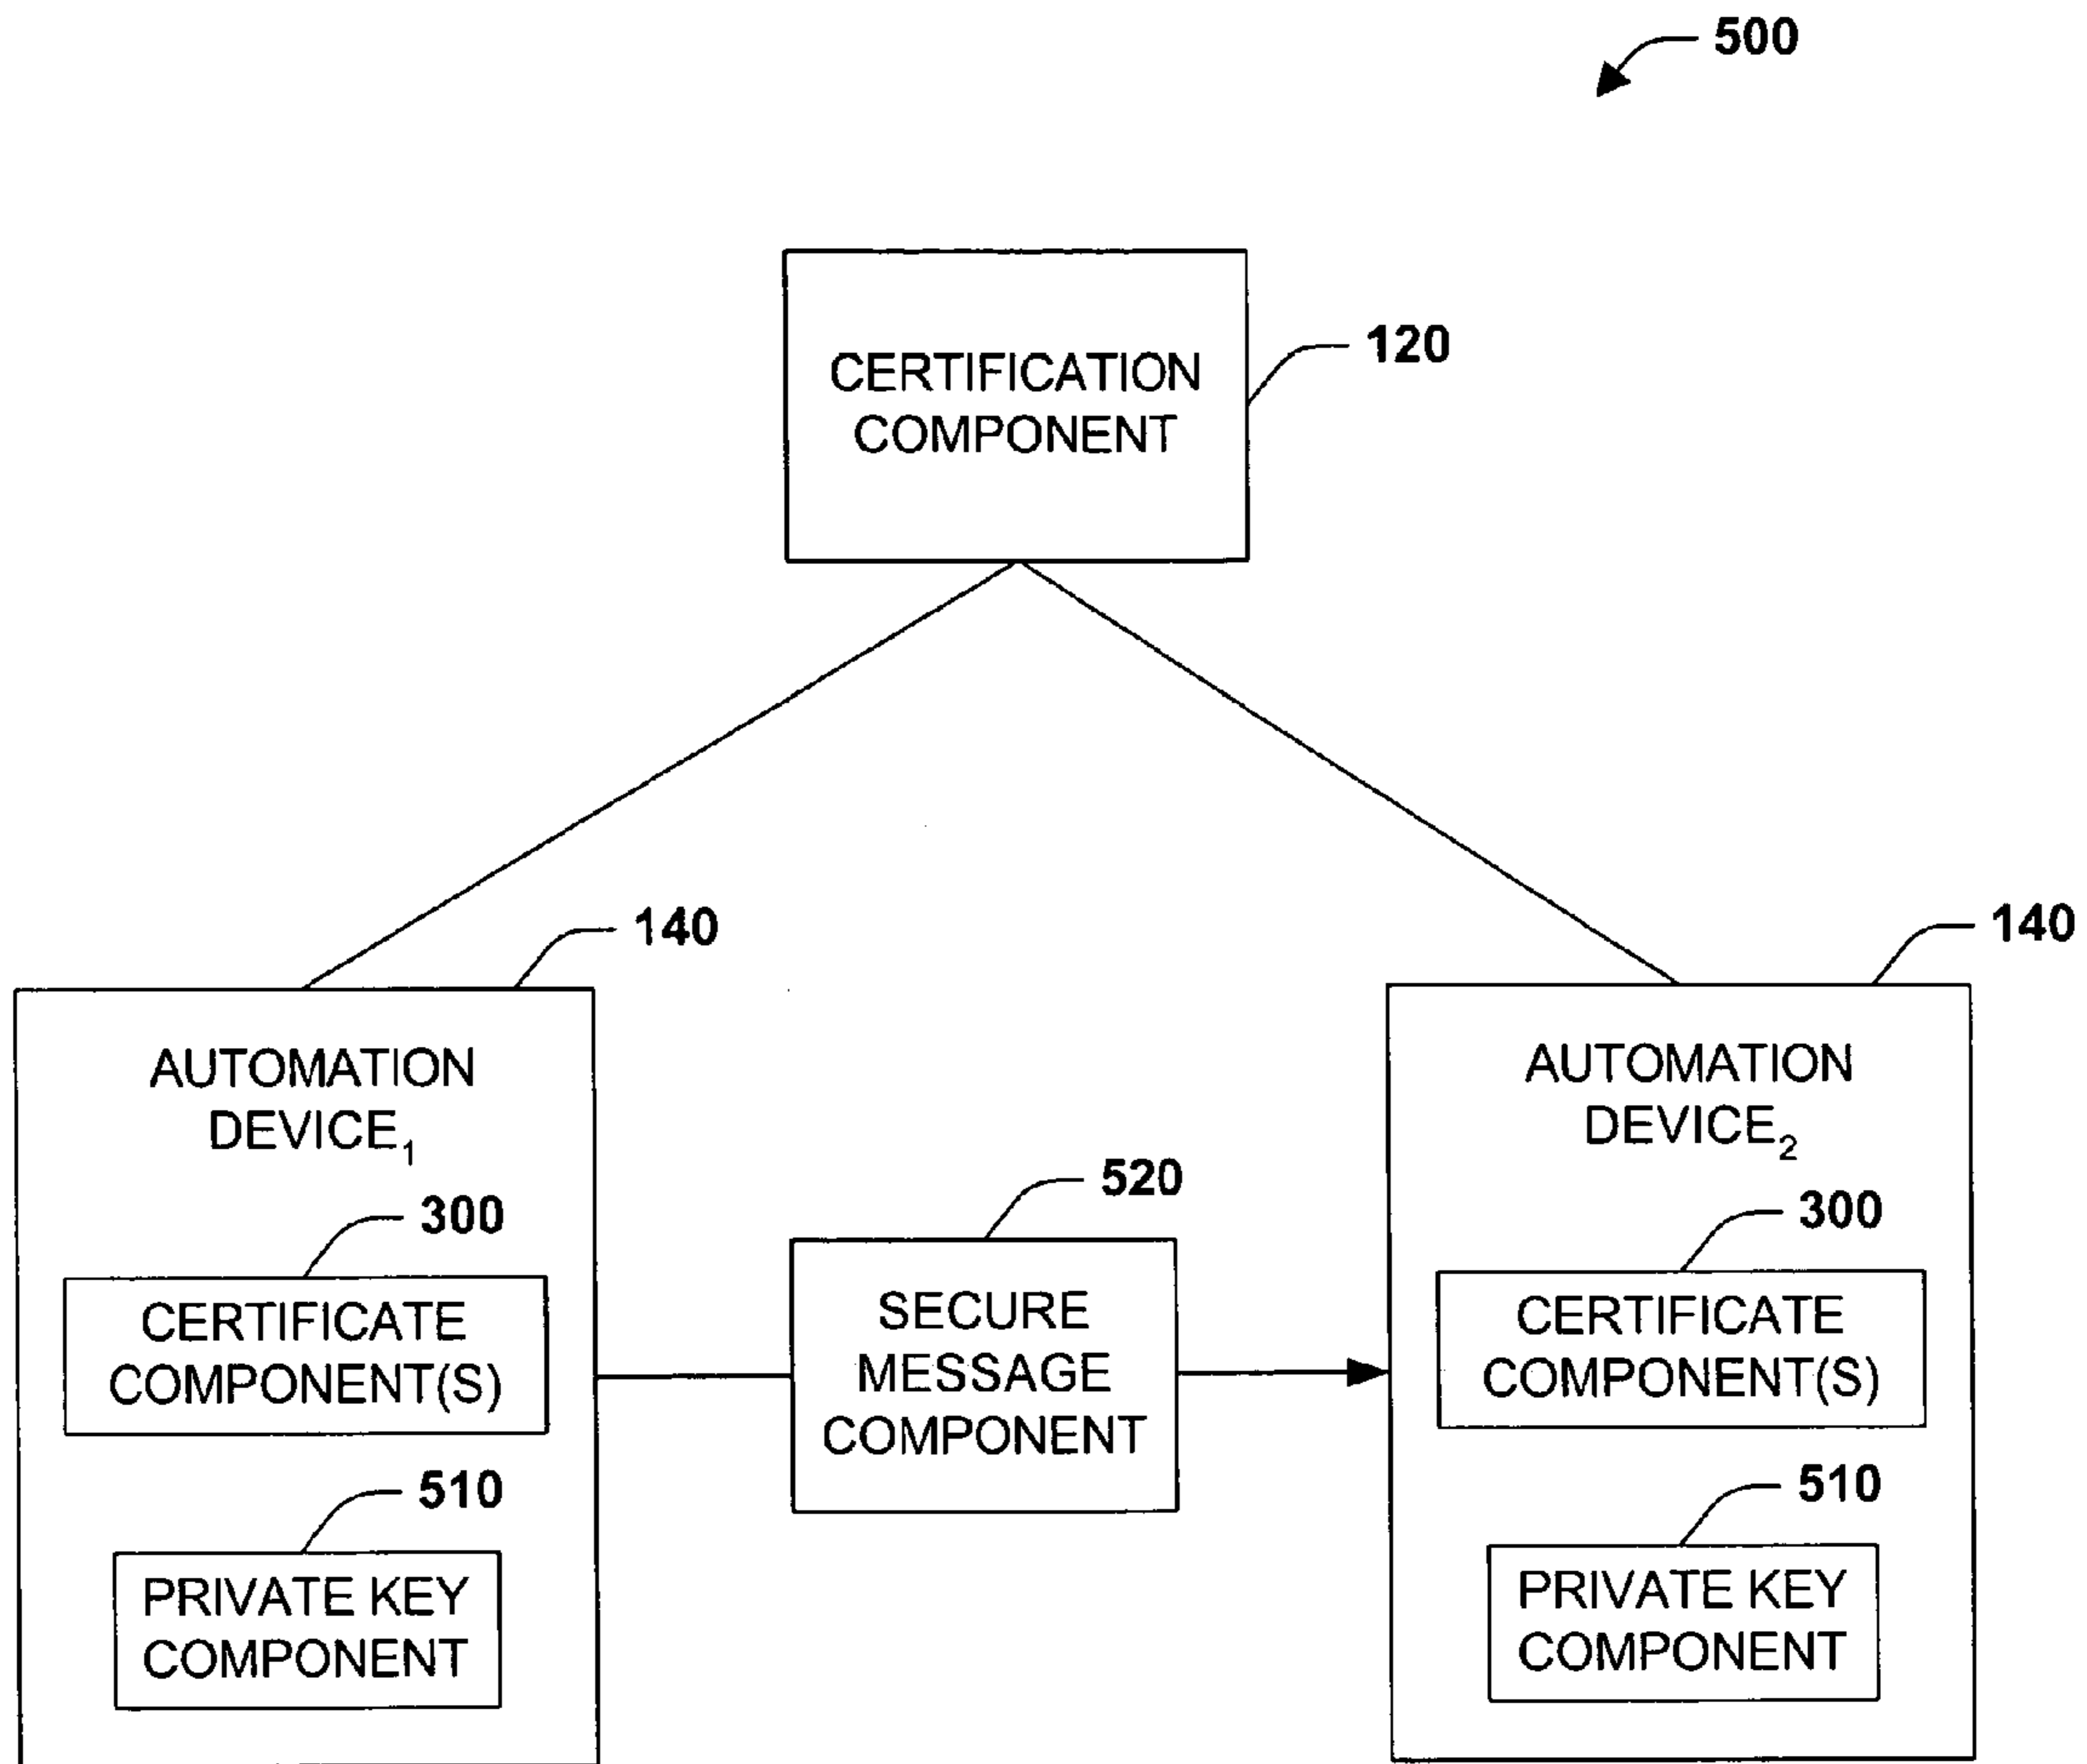 500
CERTIFICATION
COMPONENT
120
140
140
AUTOMATION
DEVICE₁
AUTOMATION
DEVICE₂
300
CERTIFICATE
COMPONENT(S)
510
PRIVATE KEY
COMPONENT
520
SECURE
MESSAGE
COMPONENT
300
CERTIFICATE
COMPONENT(S)
510
PRIVATE KEY
COMPONENT